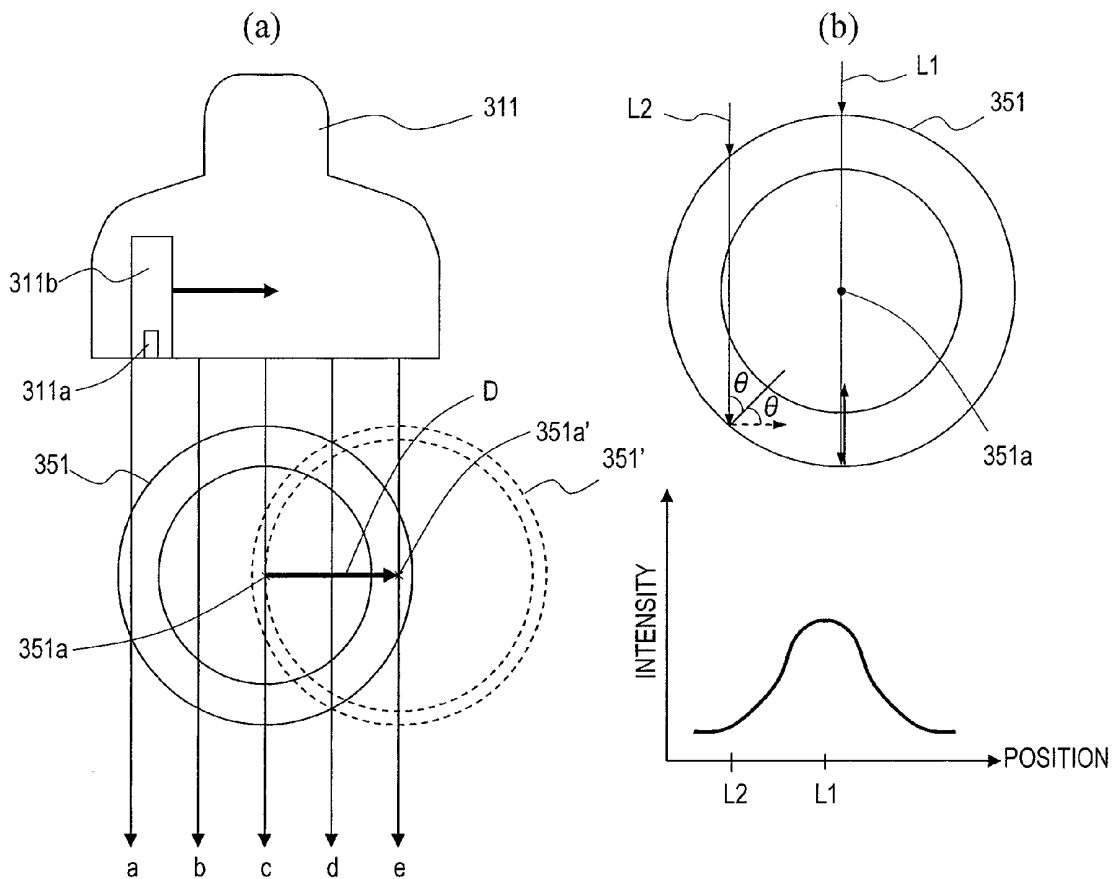 (a)
311
311b
311a
D
351
351a'
351'
351a
a b c d e
(b)
L1
L2
351
θ
θ
351a
INTENSITY
POSITION
L2 L1